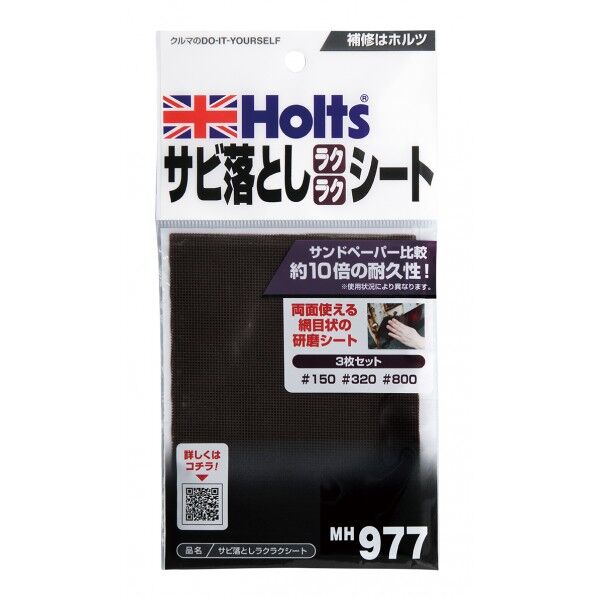 クルマのDO-IT-YOURSELF
補修はホルツ
Holts®
サビ落としラクラクシート
サンドペーパー比較
約10倍の耐久性!
※使用状況により異なります。
両面使える
網目状の
研磨シート
3枚セット
#150 #320 #800
詳しくは
コチラ!
MH 977
品名/サビ落としラクラクシート